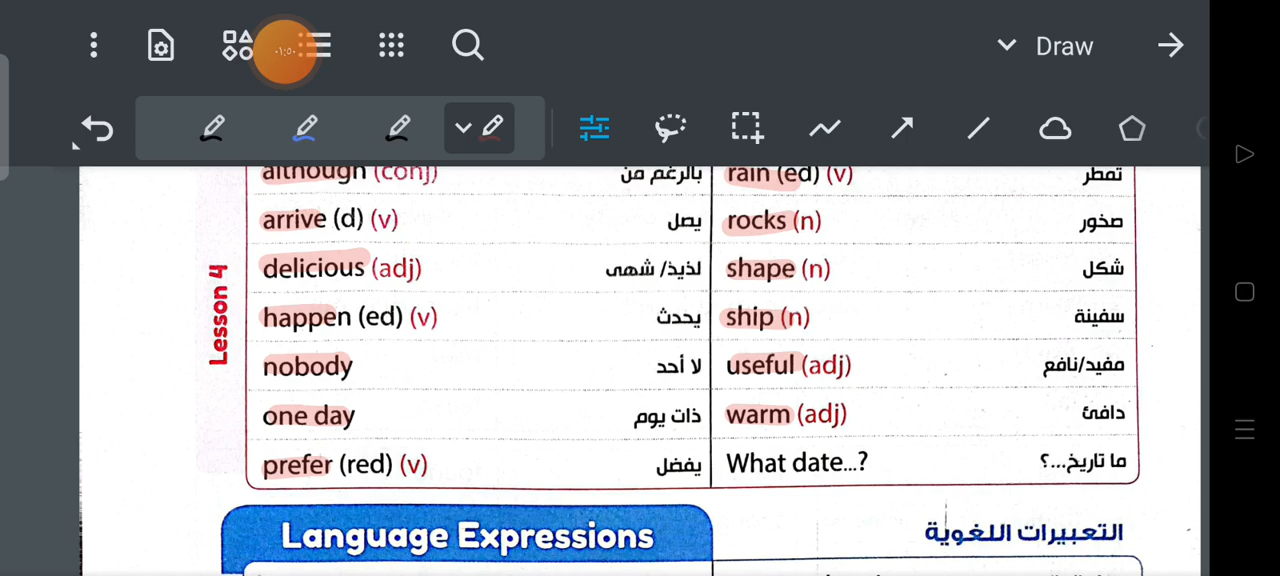 ٠١:٥٠
Draw
although (conj) بالرغم من
rain (ed) (v) تمطر
arrive (d) (v) يصل
rocks (n) صخور
Lesson 4
delicious (adj) لذيذ/ شهى
shape (n) شكل
happen (ed) (v) يحدث
ship (n) سفينة
nobody لا أحد
useful (adj) مفيد/نافع
one day ذات يوم
warm (adj) دافئ
prefer (red) (v) يفضل
What date...? ما تاريخ...؟
Language Expressions التعبيرات اللغوية